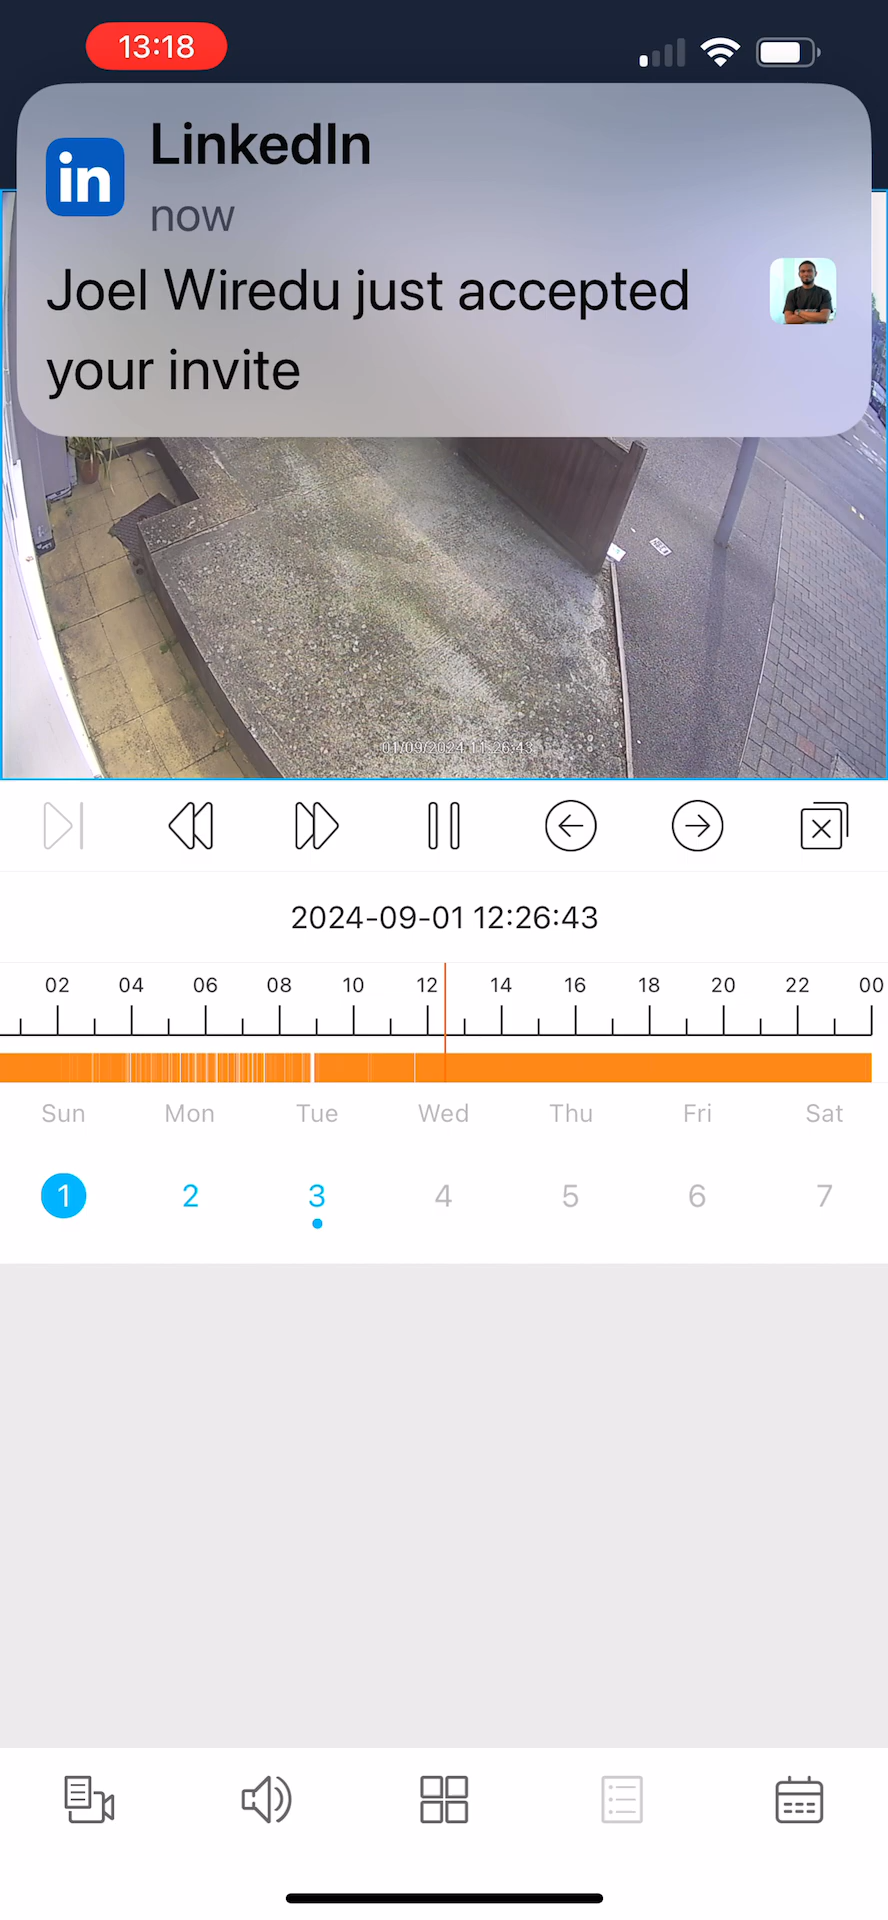 13:18
in
LinkedIn
now
Joel Wiredu just accepted
your invite
01/09/2024 11:26:43
2024-09-01 12:26:43
02 04 06 08 10 12 14 16 18 20 22 00
Sun Mon Tue Wed Thu Fri Sat
1 2 3 4 5 6 7